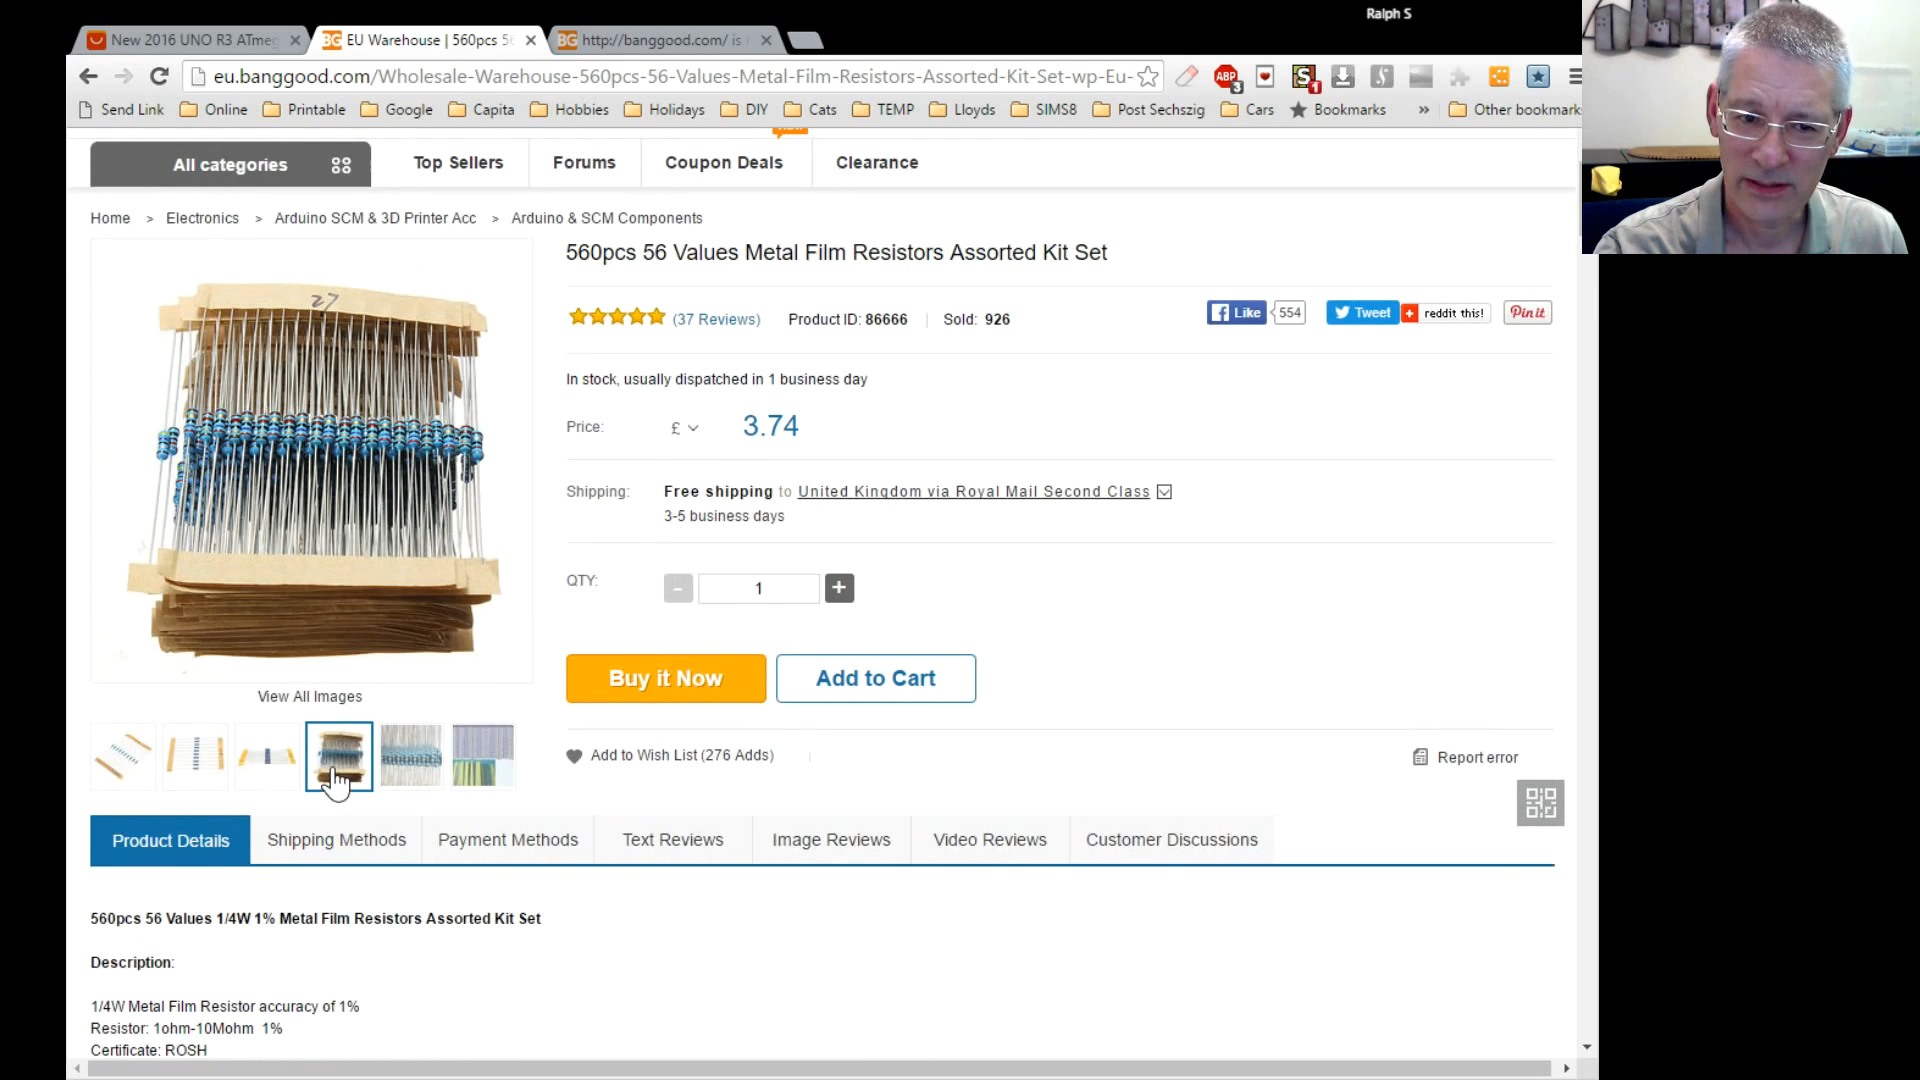 Ralph S
New 2016 UNO R3 ATmeg
EU Warehouse | 560pcs 56
http://banggood.com/ is
eu.banggood.com/Wholesale-Warehouse-560pcs-56-Values-Metal-Film-Resistors-Assorted-Kit-Set-wp-Eu-
ABP 3 S 1
Send Link Online Printable Google Capita Hobbies Holidays DIY Cats TEMP Lloyds SIMS8 Post Sechszig Cars Bookmarks » Other bookmark
All categories Top Sellers Forums Coupon Deals Clearance
Home > Electronics > Arduino SCM & 3D Printer Acc > Arduino & SCM Components
560pcs 56 Values Metal Film Resistors Assorted Kit Set
27
(37 Reviews) Product ID: 86666 Sold: 926
Like 554 Tweet reddit this! Pin it
In stock, usually dispatched in 1 business day
Price: £ 3.74
Shipping: Free shipping to United Kingdom via Royal Mail Second Class
3-5 business days
QTY: - 1 +
Buy it Now Add to Cart
View All Images
Add to Wish List (276 Adds) Report error
Product Details Shipping Methods Payment Methods Text Reviews Image Reviews Video Reviews Customer Discussions
560pcs 56 Values 1/4W 1% Metal Film Resistors Assorted Kit Set
Description:
1/4W Metal Film Resistor accuracy of 1%
Resistor: 1ohm-10Mohm 1%
Certificate: ROSH